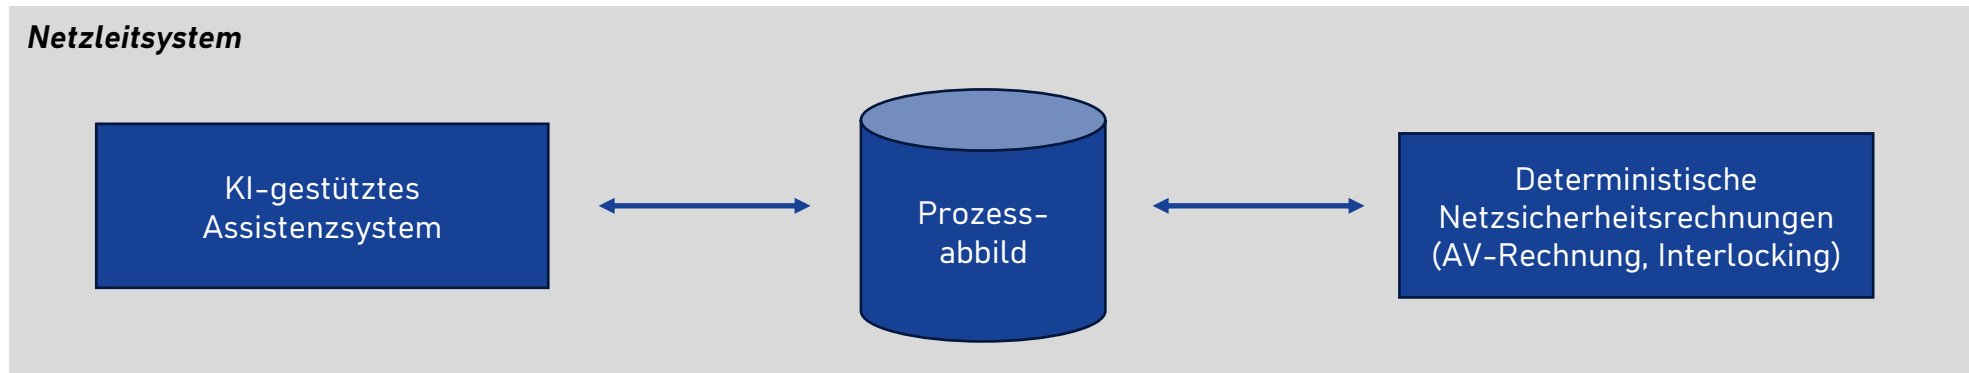 Netzleitsystem
KI-gestütztes
Assistenzsystem
Prozess-
abbild
Deterministische
Netzsicherheitsrechnungen
(AV-Rechnung, Interlocking)